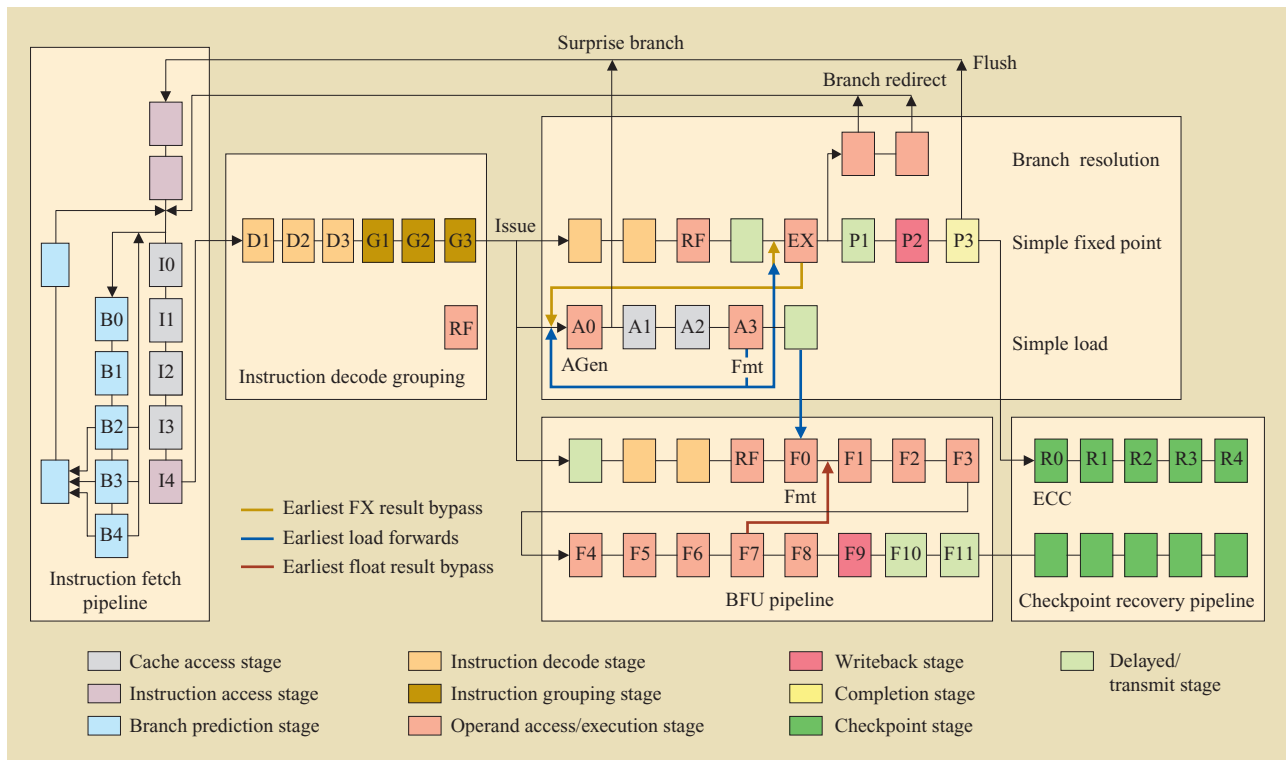 Surprise branch
Flush
Branch redirect
Branch resolution
Issue
D1 D2 D3 G1 G2 G3
RF EX P1 P2 P3
Simple fixed point
I0
B0
I1
RF
A0 A1 A2 A3
Simple load
AGen
Fmt
B1
I2
Instruction decode grouping
B2
I3
B3
I4
B4
RF F0 F1 F2 F3
Fmt
R0 R1 R2 R3 R4
ECC
Earliest FX result bypass
Earliest load forwards
Earliest float result bypass
F4 F5 F6 F7 F8 F9 F10 F11
Instruction fetch
pipeline
BFU pipeline
Checkpoint recovery pipeline
Cache access stage
Instruction access stage
Branch prediction stage
Instruction decode stage
Instruction grouping stage
Operand access/execution stage
Writeback stage
Completion stage
Checkpoint stage
Delayed/
transmit stage